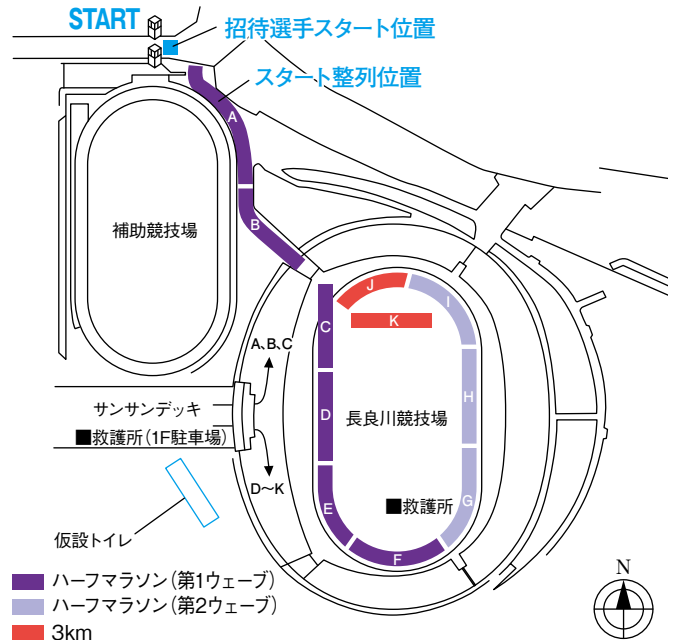 START
招待選手スタート位置
スタート整列位置
A
B
補助競技場
J
I
K
C
A、B、C
H
サンサンデッキ
D
長良川競技場
■救護所(1F駐車場)
D〜K
E
■救護所
G
仮設トイレ
F
ハーフマラソン(第1ウェーブ)
ハーフマラソン(第2ウェーブ)
3km
N